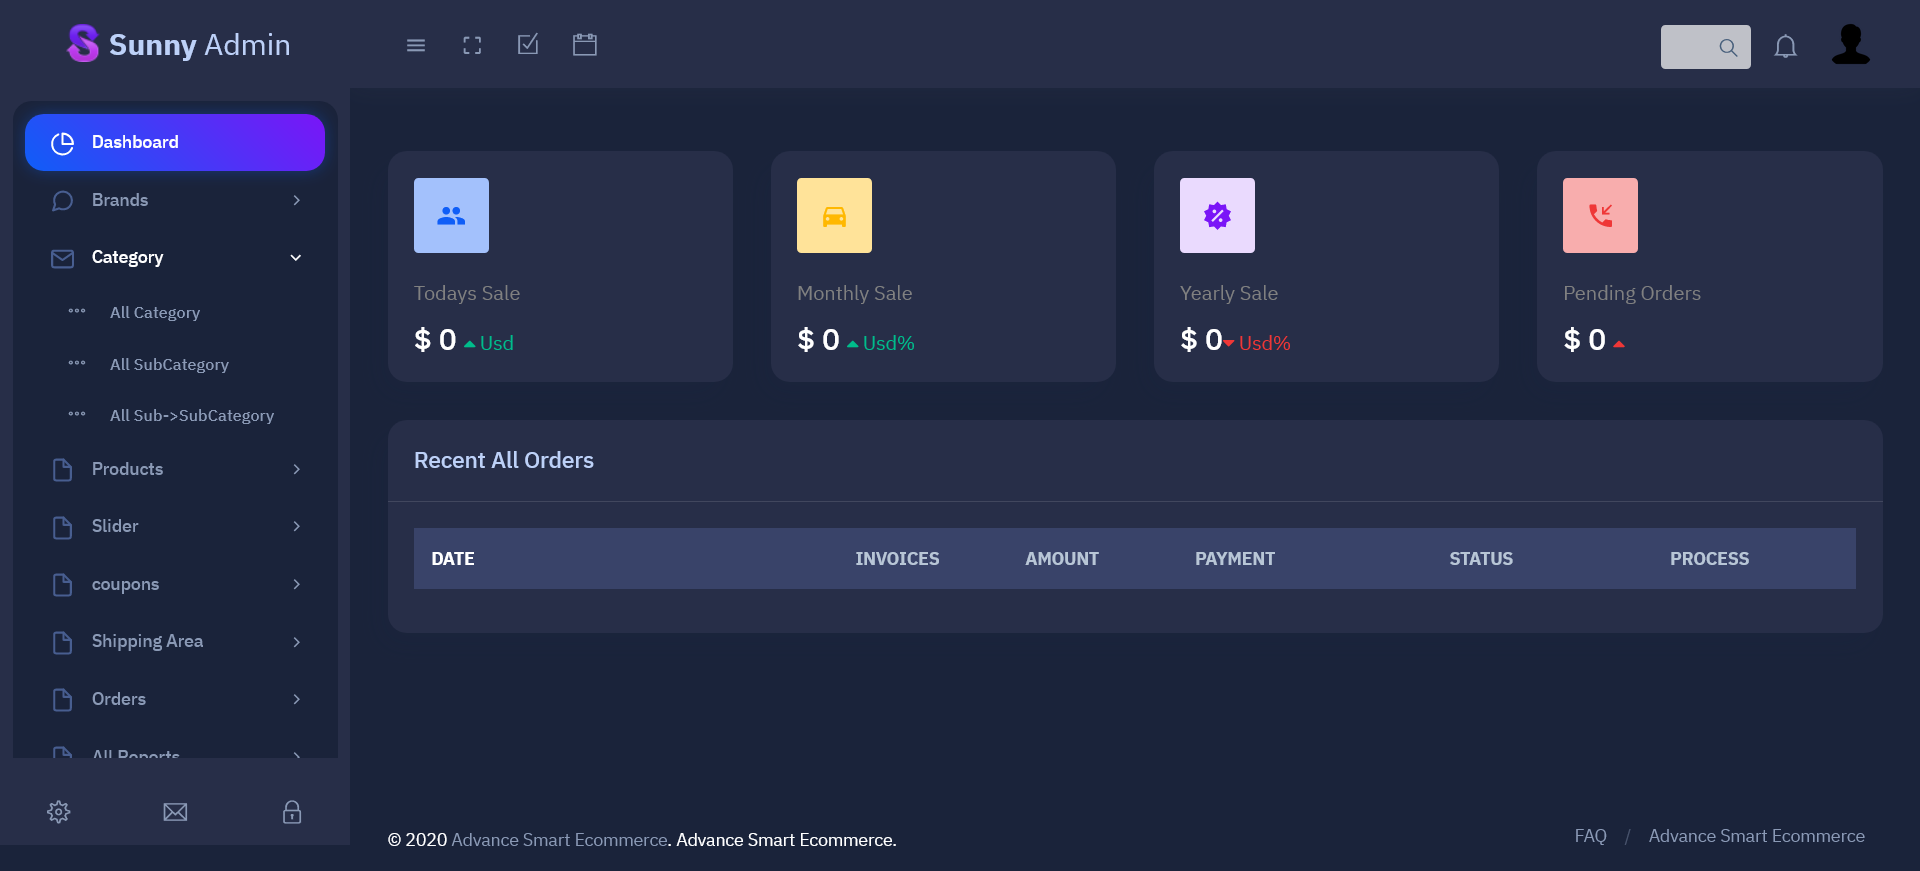 Sunny Admin
Dashboard
Brands
Category
All Category
All SubCategory
All Sub->SubCategory
Products
Slider
coupons
Shipping Area
Orders
All Reports
Todays Sale
$ 0 Usd
Monthly Sale
$ 0 Usd%
Yearly Sale
$ 0 Usd%
Pending Orders
$ 0
Recent All Orders
DATE INVOICES AMOUNT PAYMENT STATUS PROCESS
© 2020 Advance Smart Ecommerce. Advance Smart Ecommerce.
FAQ / Advance Smart Ecommerce